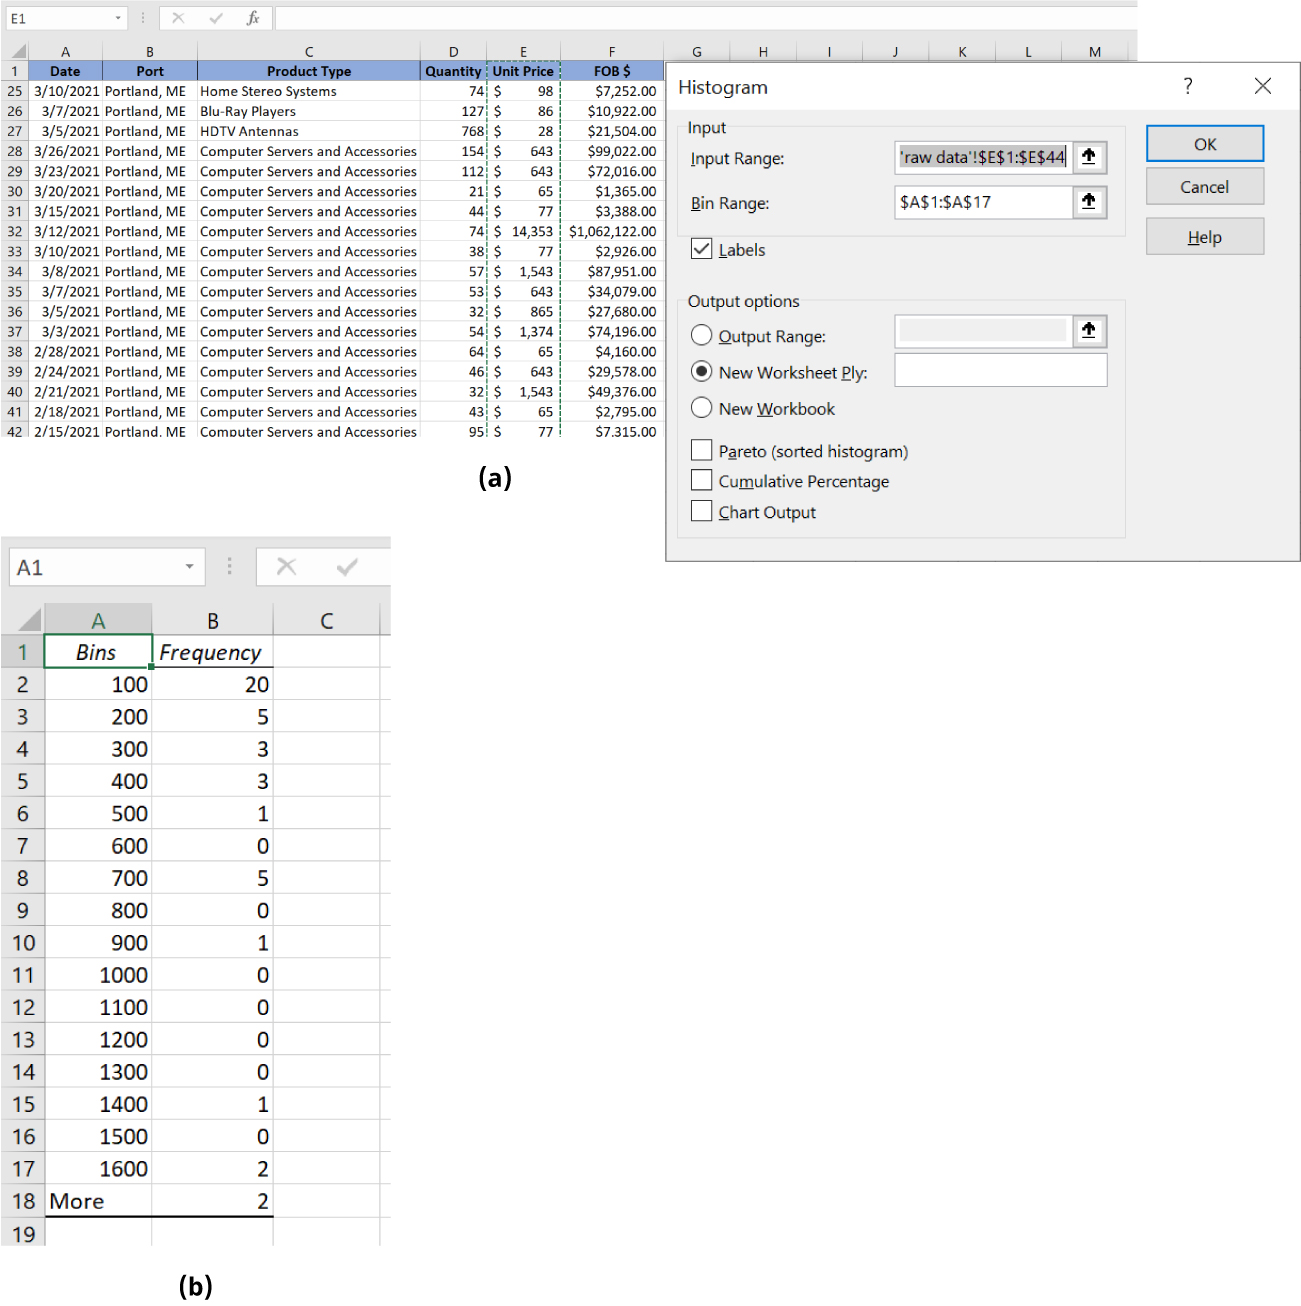 E1 fx
A B C D E F G H I J K L M
1 Date Port Product Type Quantity Unit Price FOB $
25 3/10/2021 Portland, ME Home Stereo Systems 74 $ 98 $7,252.00
26 3/7/2021 Portland, ME Blu-Ray Players 127 $ 86 $10,922.00
27 3/5/2021 Portland, ME HDTV Antennas 768 $ 28 $21,504.00
28 3/26/2021 Portland, ME Computer Servers and Accessories 154 $ 643 $99,022.00
29 3/23/2021 Portland, ME Computer Servers and Accessories 112 $ 643 $72,016.00
30 3/20/2021 Portland, ME Computer Servers and Accessories 21 $ 65 $1,365.00
31 3/15/2021 Portland, ME Computer Servers and Accessories 44 $ 77 $3,388.00
32 3/12/2021 Portland, ME Computer Servers and Accessories 74 $ 14,353 $1,062,122.00
33 3/10/2021 Portland, ME Computer Servers and Accessories 38 $ 77 $2,926.00
34 3/8/2021 Portland, ME Computer Servers and Accessories 57 $ 1,543 $87,951.00
35 3/7/2021 Portland, ME Computer Servers and Accessories 53 $ 643 $34,079.00
36 3/5/2021 Portland, ME Computer Servers and Accessories 32 $ 865 $27,680.00
37 3/3/2021 Portland, ME Computer Servers and Accessories 54 $ 1,374 $74,196.00
38 2/28/2021 Portland, ME Computer Servers and Accessories 64 $ 65 $4,160.00
39 2/24/2021 Portland, ME Computer Servers and Accessories 46 $ 643 $29,578.00
40 2/21/2021 Portland, ME Computer Servers and Accessories 32 $ 1,543 $49,376.00
41 2/18/2021 Portland, ME Computer Servers and Accessories 43 $ 65 $2,795.00
42 2/15/2021 Portland, ME Computer Servers and Accessories 95 $ 77 $7,315.00
Histogram ?
Input
Input Range: 'raw data'!$E$1:$E$44
Bin Range: $A$1:$A$17
Labels
Output options
Output Range:
New Worksheet Ply:
New Workbook
Pareto (sorted histogram)
Cumulative Percentage
Chart Output
OK
Cancel
Help
(a)
A1
A B C
1 Bins Frequency
2 100 20
3 200 5
4 300 3
5 400 3
6 500 1
7 600 0
8 700 5
9 800 0
10 900 1
11 1000 0
12 1100 0
13 1200 0
14 1300 0
15 1400 1
16 1500 0
17 1600 2
18 More 2
19
(b)